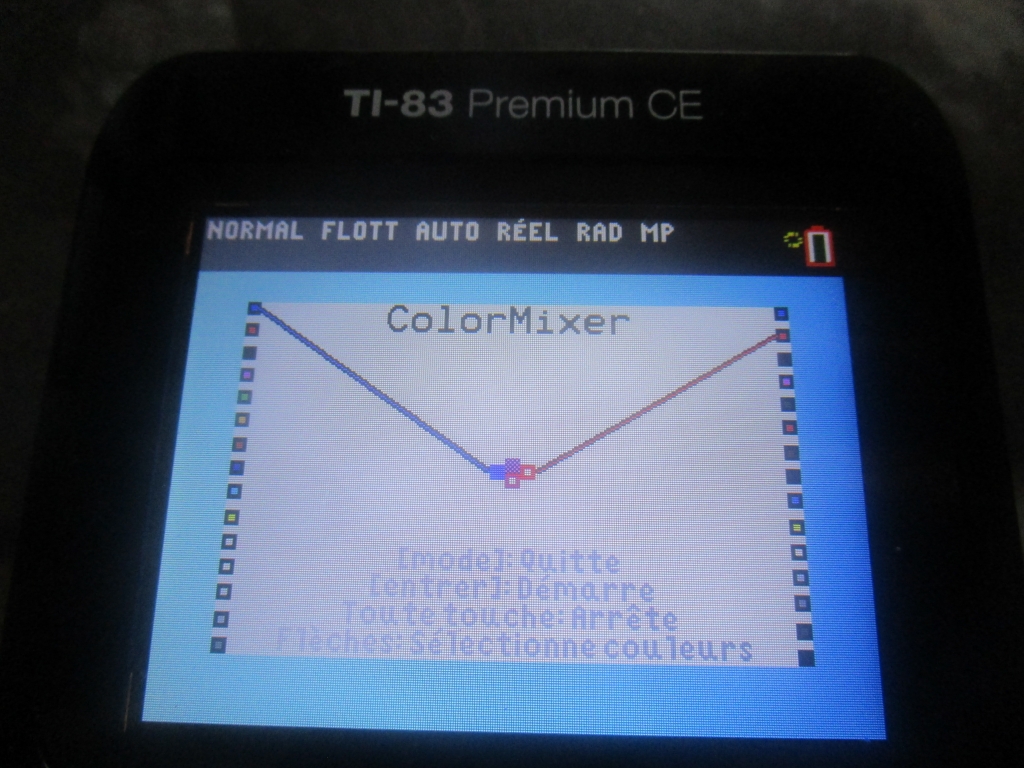 TI-83 Premium CE
NORMAL FLOTT AUTO RÉEL RAD MP
ColorMixer
[mode]: Quitte
[entrer]: Démarre
Toute touche: Arrête
Flèches: Sélectionne couleurs